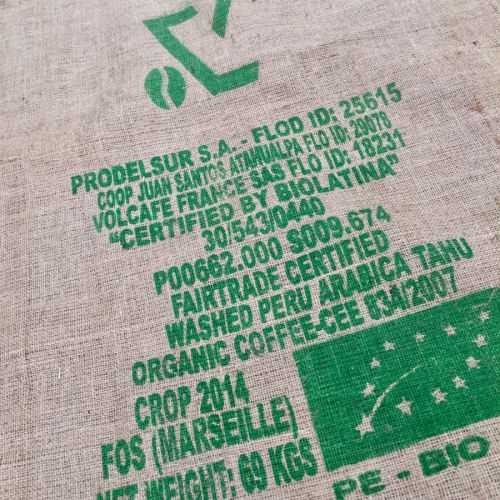 PRODELSUR S.A. - FLOD ID: 25615
COOP JUAN SANTOS ATAHUALPA FLO ID: 29078
VOLCAFE FRANCE SAS FLO ID: 18231
"CERTIFIED BY BIOLATINA"
30/543/0440
P00662.000 S009.674
FAIRTRADE CERTIFIED
WASHED PERU ARABICA TAHU
ORGANIC COFFEE-CEE 834/2007
CROP 2014
FOS (MARSEILLE)
NET WEIGHT: 69 KGS
PE - BIO